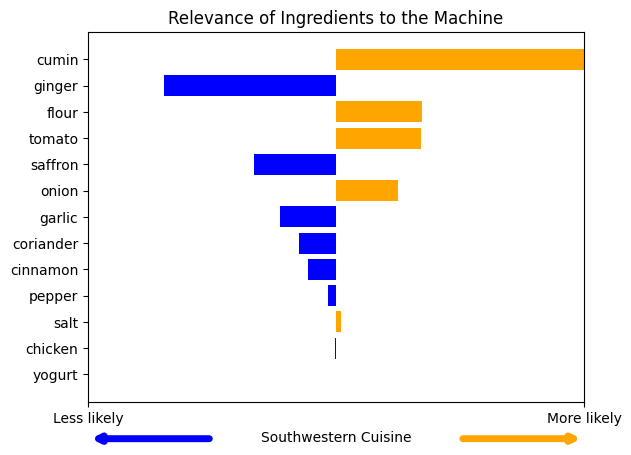 Relevance of Ingredients to the Machine
cumin
ginger
flour
tomato
saffron
onion
garlic
coriander
cinnamon
pepper
salt
chicken
yogurt
Less likely
More likely
Southwestern Cuisine